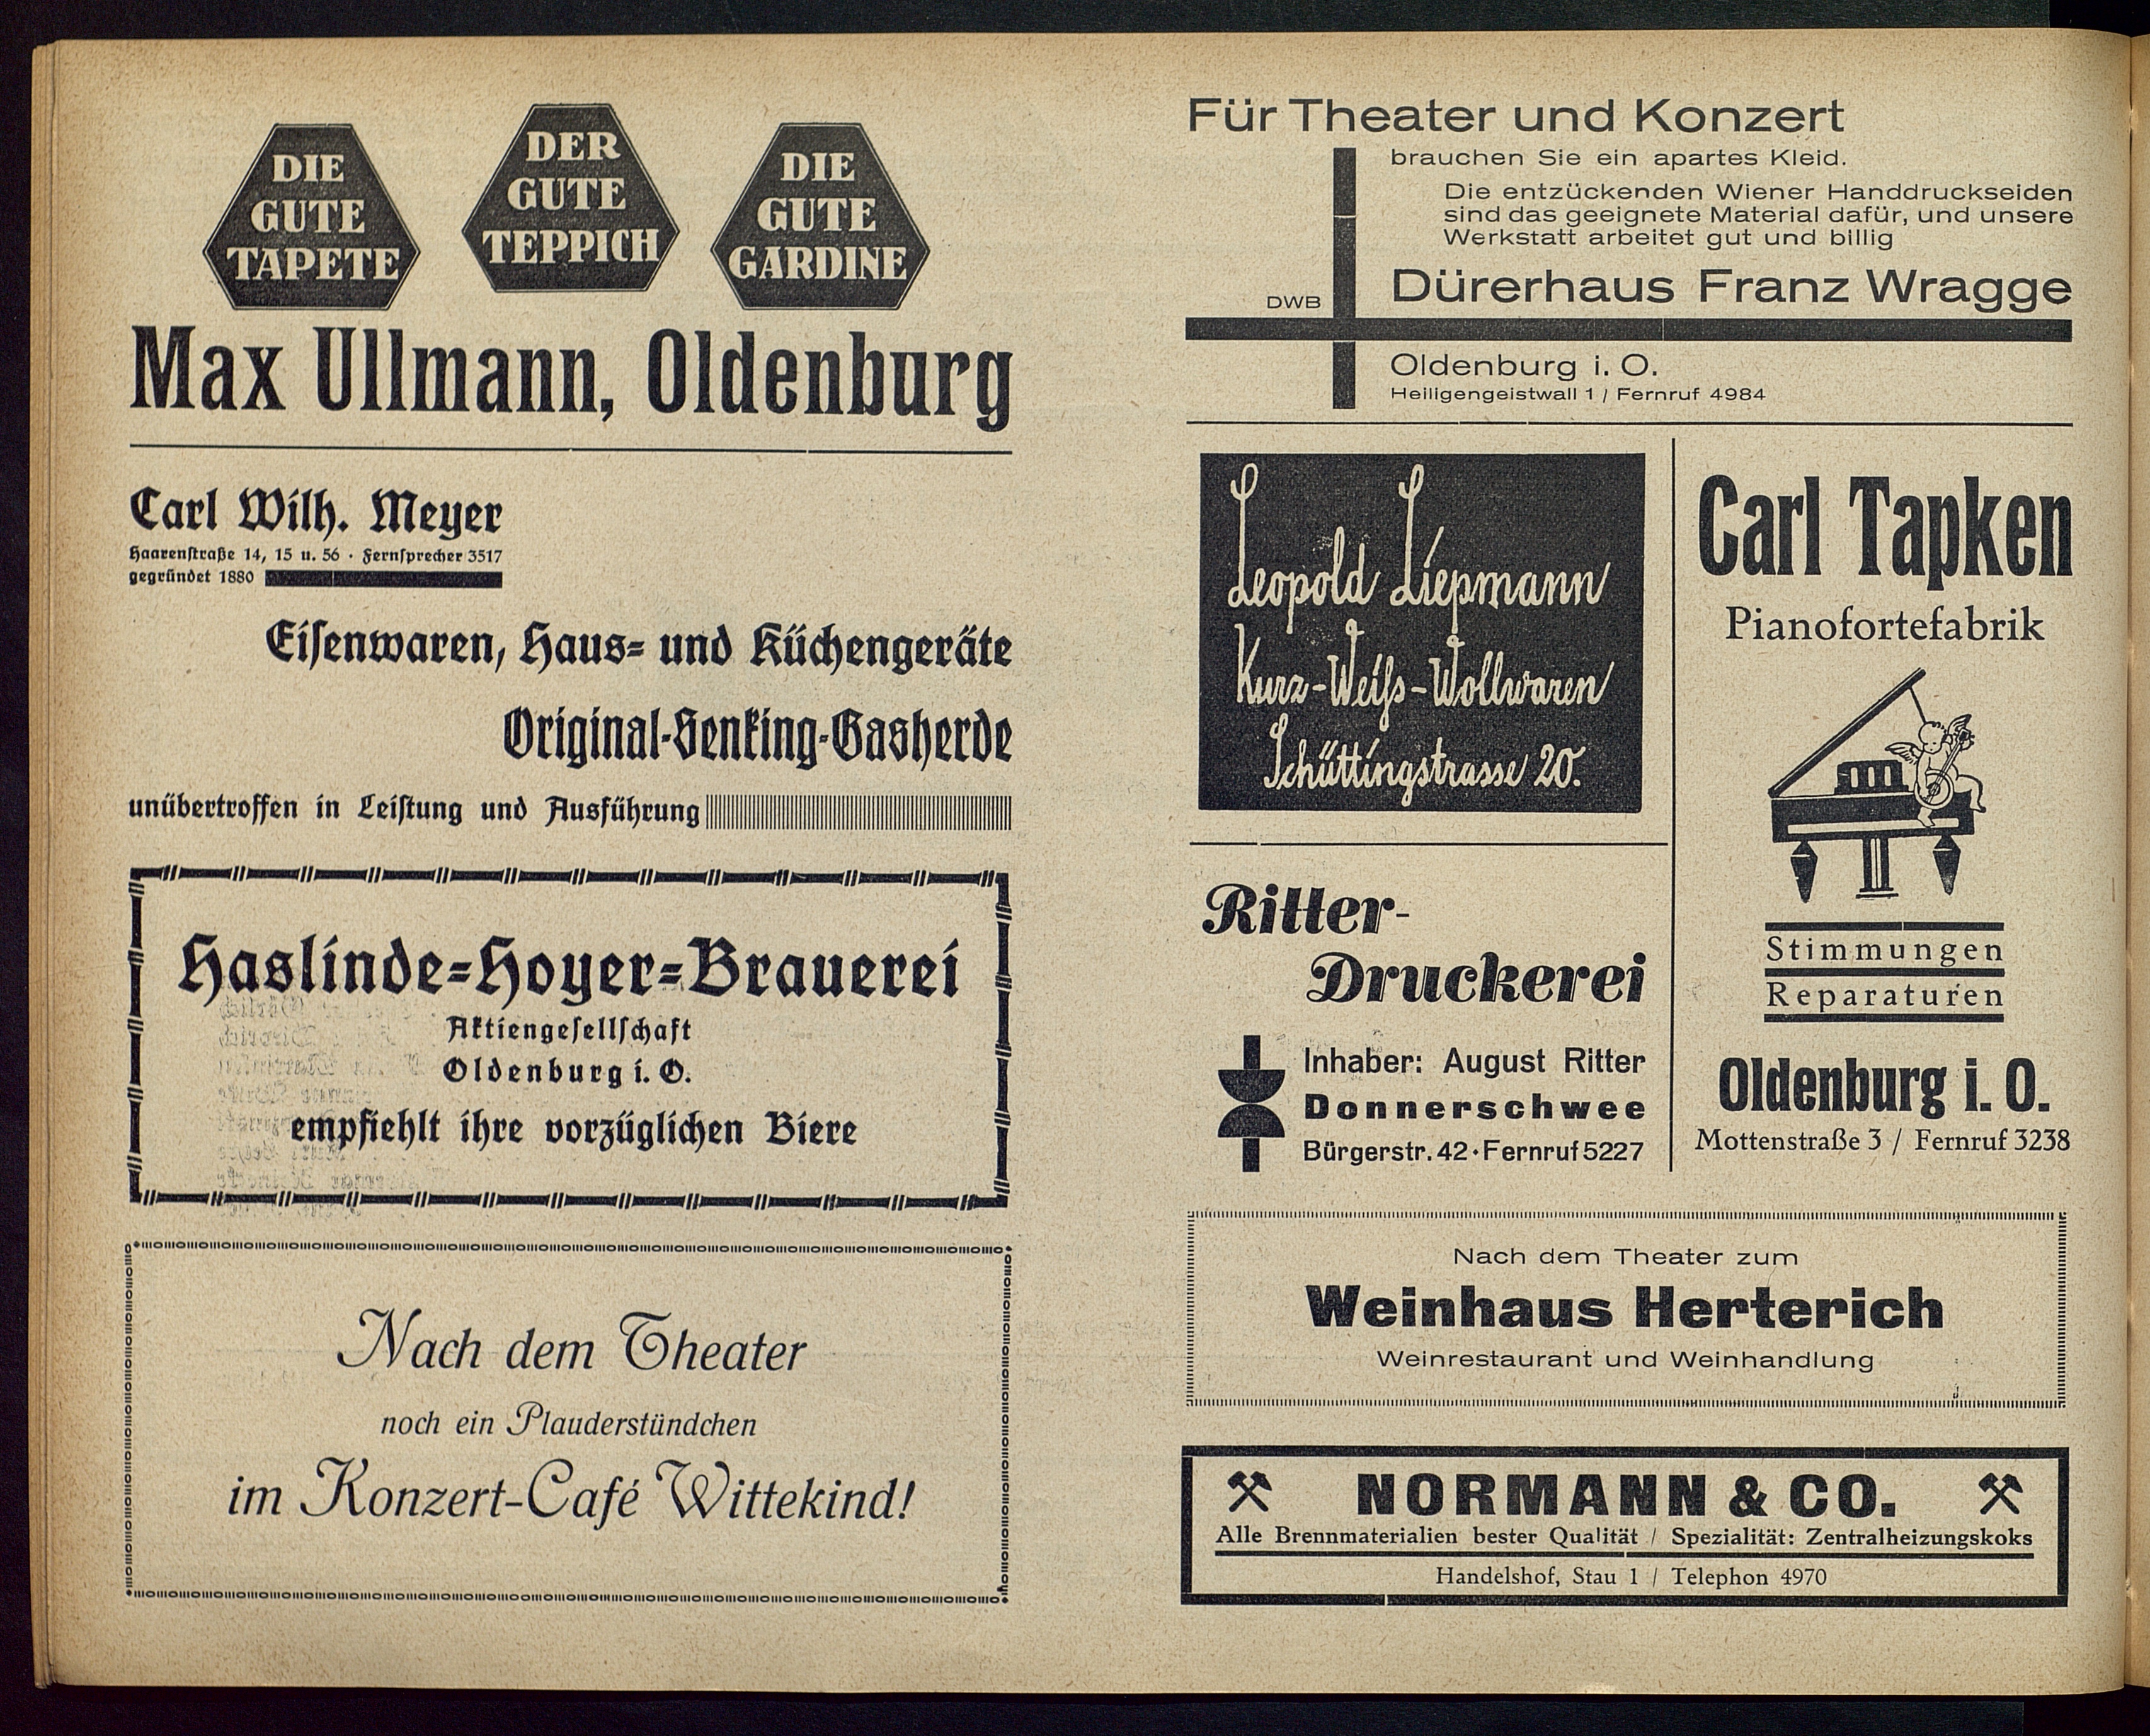 DIE
GUTE
TAPETE
DER
GUTE
TEPPICH
DIE
GUTE
GARDINE
Max Ullmann, Oldenburg
Carl Wilh. Meyer
Haarenſtraße 14, 15 u. 56 · Fernſprecher 3517
gegründet 1880
Eiſenwaren, Haus- und Küchengeräte
Original-Senking-Gasherde
unübertroffen in Leiſtung und Ausführung
Haslinde-Hoyer-Brauerei
Aktiengeſellſchaft
Oldenburg i. O.
empfiehlt ihre vorzüglichen Biere
Nach dem Theater
noch ein Plauderstündchen
im Konzert-Café Wittekind!
Für Theater und Konzert
brauchen Sie ein apartes Kleid.
Die entzückenden Wiener Handdruckseiden
sind das geeignete Material dafür, und unsere
Werkstatt arbeitet gut und billig
DWB
Dürerhaus Franz Wragge
Oldenburg i. O.
Heiligengeistwall 1 / Fernruf 4984
Leopold Liepmann
Kurz-Weiſs-Wollwaren
Schüttingstrasse 20.
Ritter-
Druckerei
Inhaber: August Ritter
Donnerschwee
Bürgerstr. 42 · Fernruf 5227
Carl Tapken
Pianofortefabrik
Stimmungen
Reparaturen
Oldenburg i. O.
Mottenstraße 3 / Fernruf 3238
Nach dem Theater zum
Weinhaus Herterich
Weinrestaurant und Weinhandlung
NORMANN & CO.
Alle Brennmaterialien bester Qualität / Spezialität: Zentralheizungskoks
Handelshof, Stau 1 / Telephon 4970